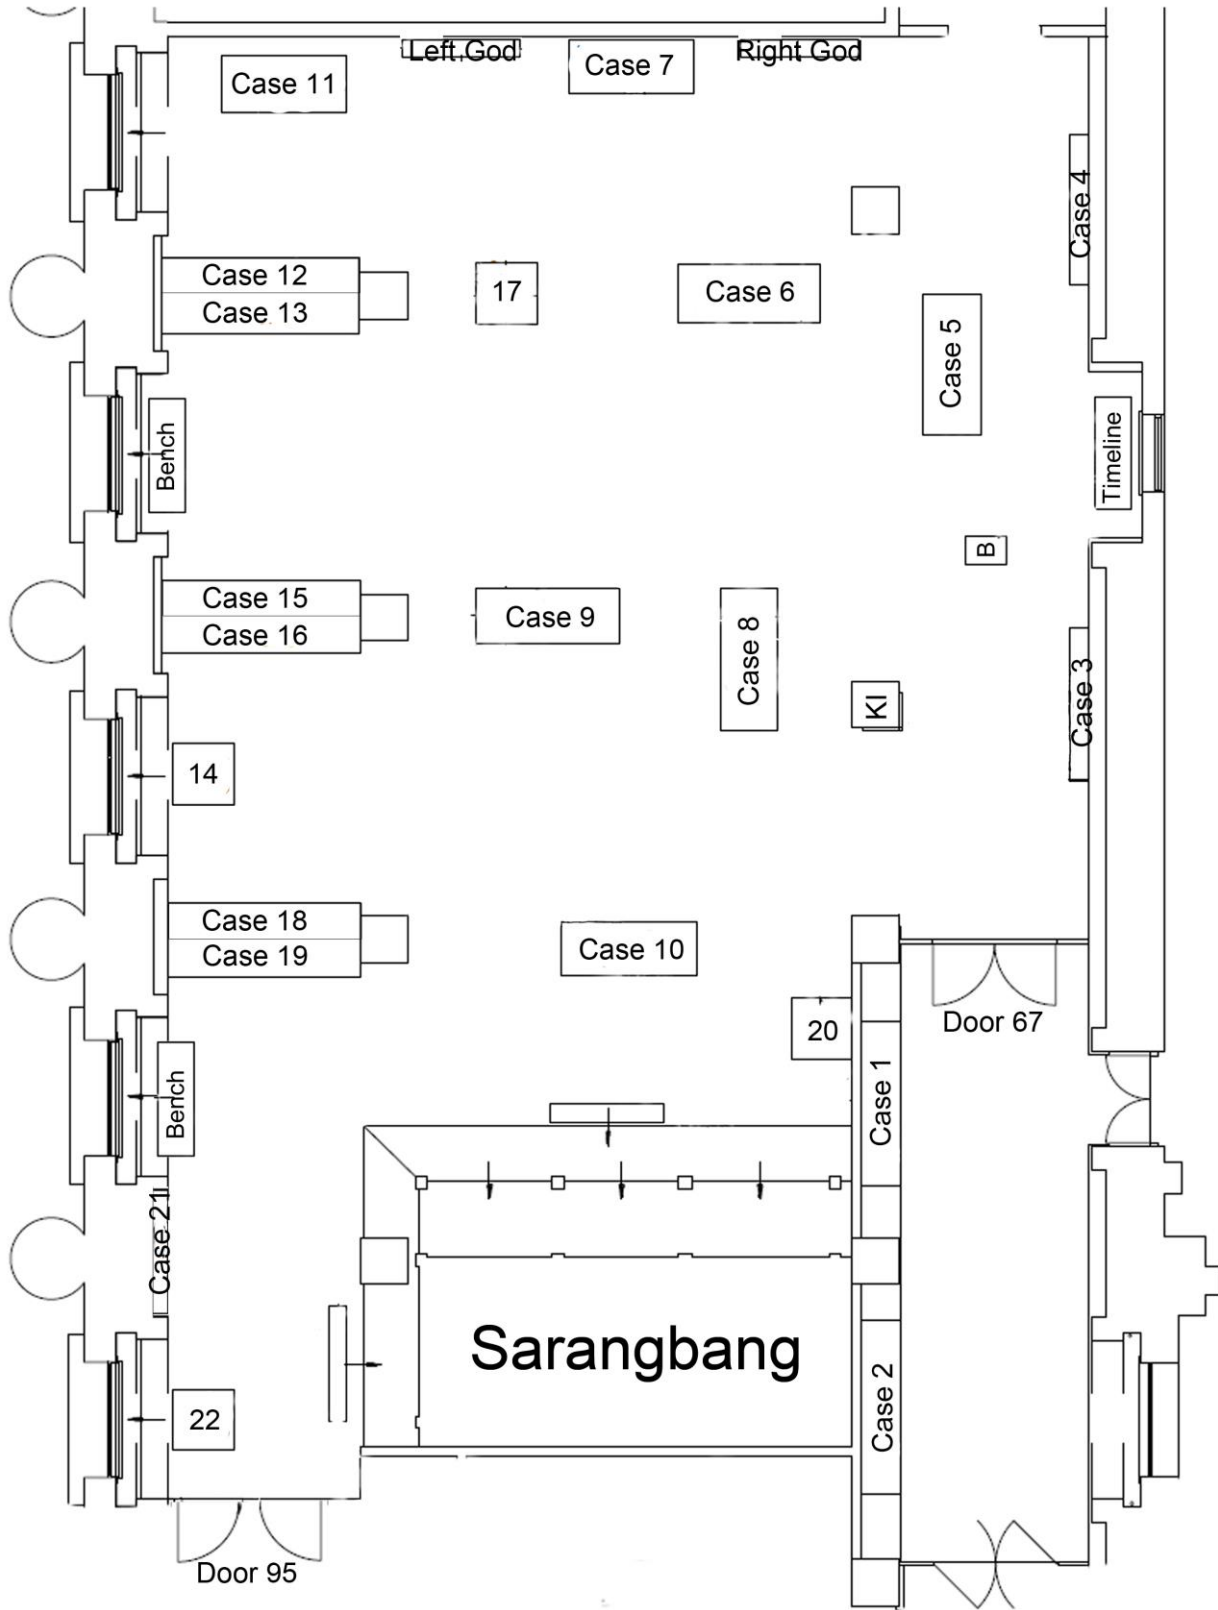 Left God
Right God
Case 11
Case 7
Case 4
Case 12
Case 13
17
Case 6
Case 5
Bench
Timeline
B
Case 15
Case 16
Case 9
Case 8
KI
Case 3
14
Case 18
Case 19
Case 10
20
Door 67
Case 1
Bench
Case 21
Sarangbang
Case 2
22
Door 95